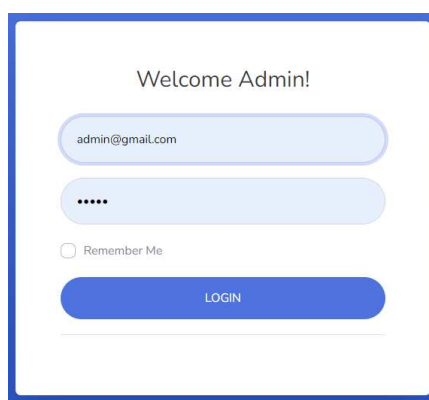 Welcome Admin!
admin@gmail.com
•••••
Remember Me
LOGIN